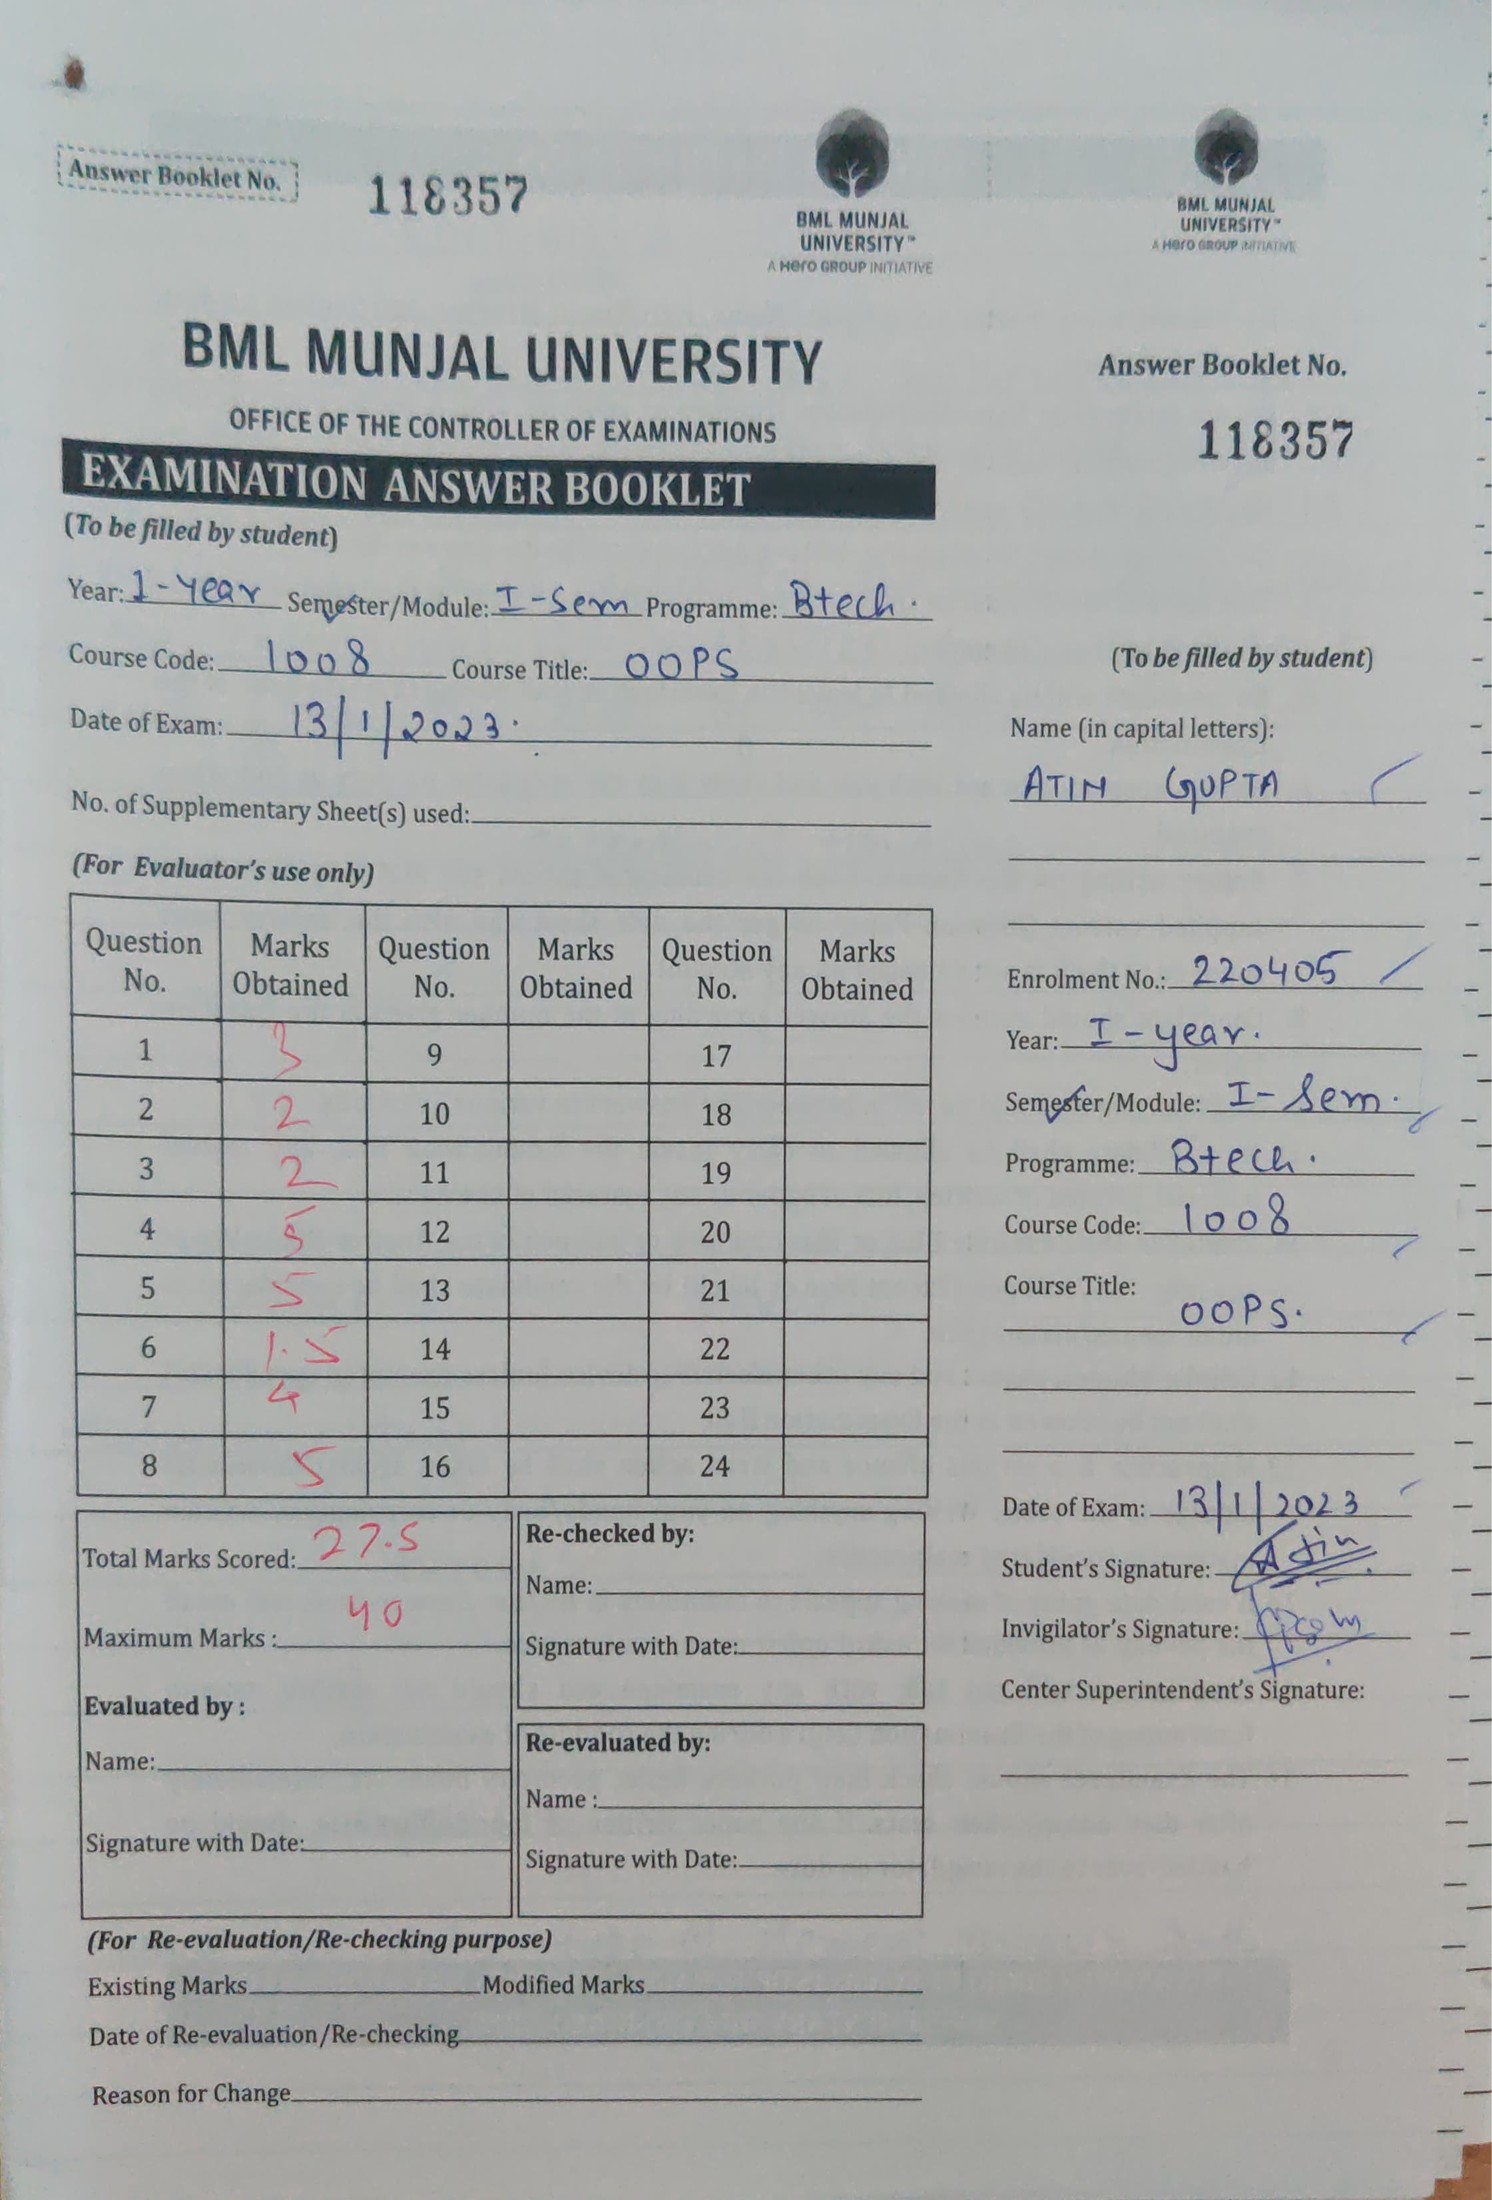 Answer Booklet No. 118357
BML MUNJAL
UNIVERSITY™
A Hero GROUP INITIATIVE
BML MUNJAL UNIVERSITY
OFFICE OF THE CONTROLLER OF EXAMINATIONS
EXAMINATION ANSWER BOOKLET
(To be filled by student)
Year: I-Year Semester/Module: I-Sem Programme: Btech.
Course Code: 1008 Course Title: OOPS
Date of Exam: 13/1/2023.
No. of Supplementary Sheet(s) used:
(For Evaluator's use only)
Question No. Marks Obtained Question No. Marks Obtained Question No. Marks Obtained
1 3 9 17
2 2 10 18
3 2 11 19
4 5 12 20
5 5 13 21
6 1.5 14 22
7 4 15 23
8 5 16 24
Total Marks Scored: 27.5
Maximum Marks : 40
Evaluated by :
Name:
Signature with Date:
Re-checked by:
Name:
Signature with Date:
Re-evaluated by:
Name :
Signature with Date:
(For Re-evaluation/Re-checking purpose)
Existing Marks Modified Marks
Date of Re-evaluation/Re-checking
Reason for Change
BML MUNJAL
UNIVERSITY™
A Hero GROUP INITIATIVE
Answer Booklet No.
118357
(To be filled by student)
Name (in capital letters):
ATIN GUPTA
Enrolment No.: 220405
Year: I-year.
Semester/Module: I-Sem.
Programme: Btech.
Course Code: 1008
Course Title:
OOPS.
Date of Exam: 13/1/2023
Student's Signature: Atin
Invigilator's Signature:
Center Superintendent's Signature: